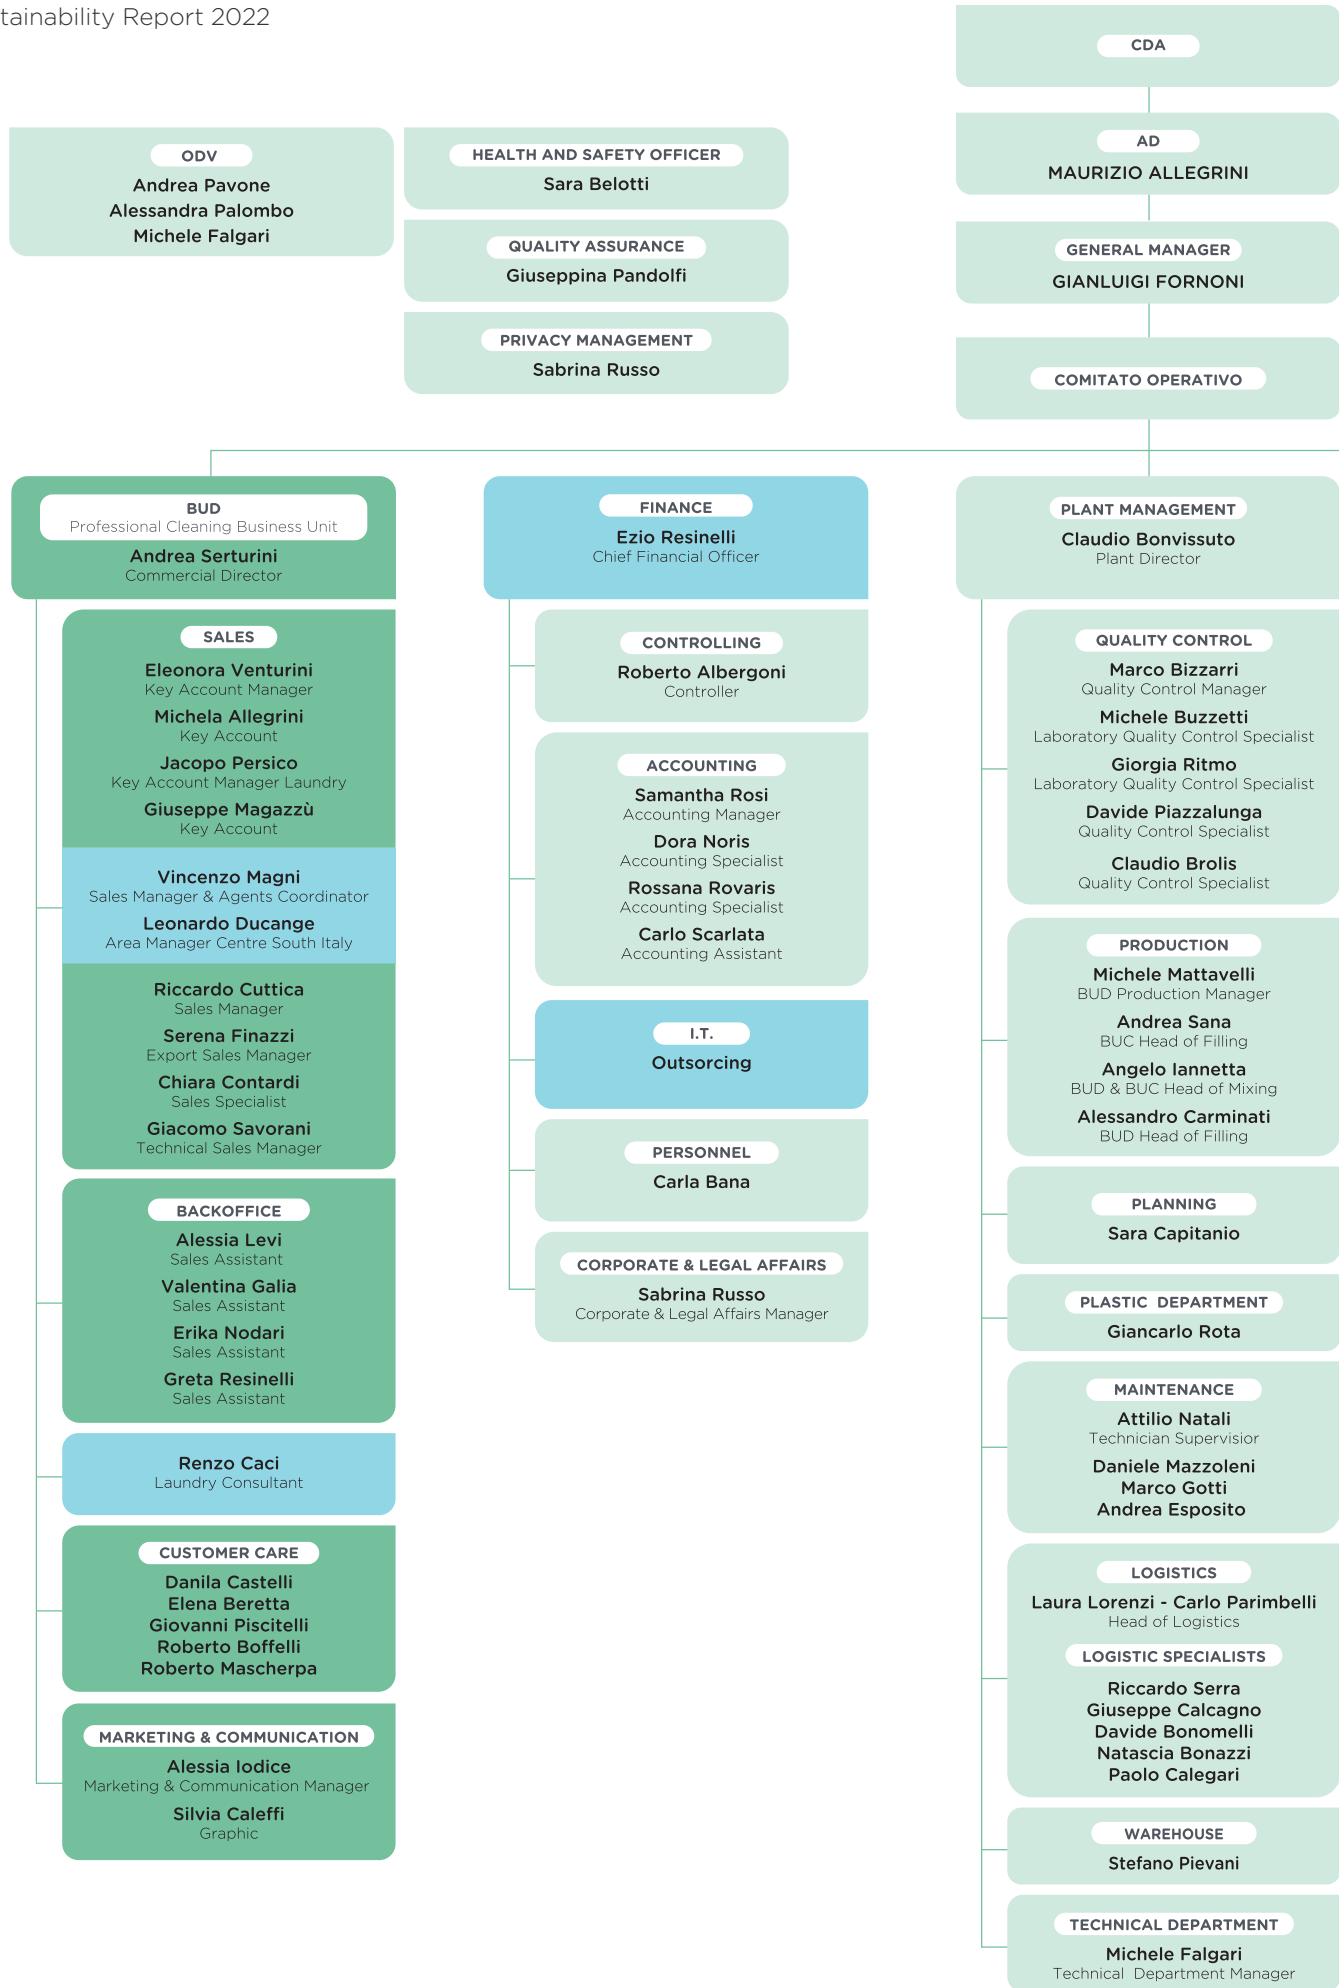 tainability Report 2022
CDA
AD
MAURIZIO ALLEGRINI
GENERAL MANAGER
GIANLUIGI FORNONI
COMITATO OPERATIVO
ODV
Andrea Pavone
Alessandra Palombo
Michele Falgari
HEALTH AND SAFETY OFFICER
Sara Belotti
QUALITY ASSURANCE
Giuseppina Pandolfi
PRIVACY MANAGEMENT
Sabrina Russo
BUD
Professional Cleaning Business Unit
Andrea Serturini
Commercial Director
SALES
Eleonora Venturini
Key Account Manager
Michela Allegrini
Key Account
Jacopo Persico
Key Account Manager Laundry
Giuseppe Magazzù
Key Account
Vincenzo Magni
Sales Manager & Agents Coordinator
Leonardo Ducange
Area Manager Centre South Italy
Riccardo Cuttica
Sales Manager
Serena Finazzi
Export Sales Manager
Chiara Contardi
Sales Specialist
Giacomo Savorani
Technical Sales Manager
BACKOFFICE
Alessia Levi
Sales Assistant
Valentina Galia
Sales Assistant
Erika Nodari
Sales Assistant
Greta Resinelli
Sales Assistant
Renzo Caci
Laundry Consultant
CUSTOMER CARE
Danila Castelli
Elena Beretta
Giovanni Piscitelli
Roberto Boffelli
Roberto Mascherpa
MARKETING & COMMUNICATION
Alessia Iodice
Marketing & Communication Manager
Silvia Caleffi
Graphic
FINANCE
Ezio Resinelli
Chief Financial Officer
CONTROLLING
Roberto Albergoni
Controller
ACCOUNTING
Samantha Rosi
Accounting Manager
Dora Noris
Accounting Specialist
Rossana Rovaris
Accounting Specialist
Carlo Scarlata
Accounting Assistant
I.T.
Outsorcing
PERSONNEL
Carla Bana
CORPORATE & LEGAL AFFAIRS
Sabrina Russo
Corporate & Legal Affairs Manager
PLANT MANAGEMENT
Claudio Bonvissuto
Plant Director
QUALITY CONTROL
Marco Bizzarri
Quality Control Manager
Michele Buzzetti
Laboratory Quality Control Specialist
Giorgia Ritmo
Laboratory Quality Control Specialist
Davide Piazzalunga
Quality Control Specialist
Claudio Brolis
Quality Control Specialist
PRODUCTION
Michele Mattavelli
BUD Production Manager
Andrea Sana
BUC Head of Filling
Angelo Iannetta
BUD & BUC Head of Mixing
Alessandro Carminati
BUD Head of Filling
PLANNING
Sara Capitanio
PLASTIC DEPARTMENT
Giancarlo Rota
MAINTENANCE
Attilio Natali
Technician Supervisior
Daniele Mazzoleni
Marco Gotti
Andrea Esposito
LOGISTICS
Laura Lorenzi - Carlo Parimbelli
Head of Logistics
LOGISTIC SPECIALISTS
Riccardo Serra
Giuseppe Calcagno
Davide Bonomelli
Natascia Bonazzi
Paolo Calegari
WAREHOUSE
Stefano Pievani
TECHNICAL DEPARTMENT
Michele Falgari
Technical Department Manager